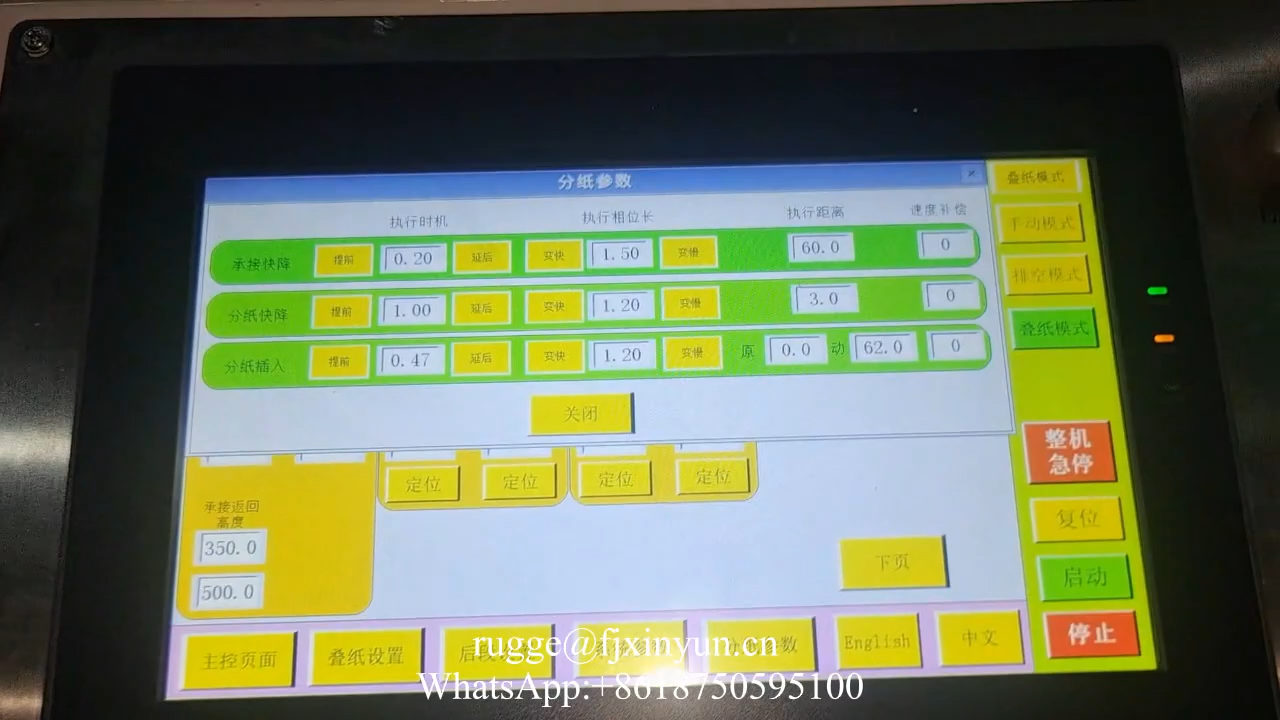 分纸参数 ×
叠纸模式
执行时机 执行相位长 执行距离 速度补偿
手动模式
承接快降 提前 0.20 延后 变快 1.50 变慢 60.0 0
排空模式
分纸快降 提前 1.00 延后 变快 1.20 变慢 3.0 0
叠纸模式
分纸插入 提前 0.47 延后 变快 1.20 变慢 原 0.0 动 62.0 0
关闭
整机
急停
定位 定位 定位 定位
承接返回
高度
350.0
500.0
复位
下页
启动
停止
主控页面 叠纸设置 English 中文
rugge@fjxinyun.cn
WhatsApp:+8618750595100